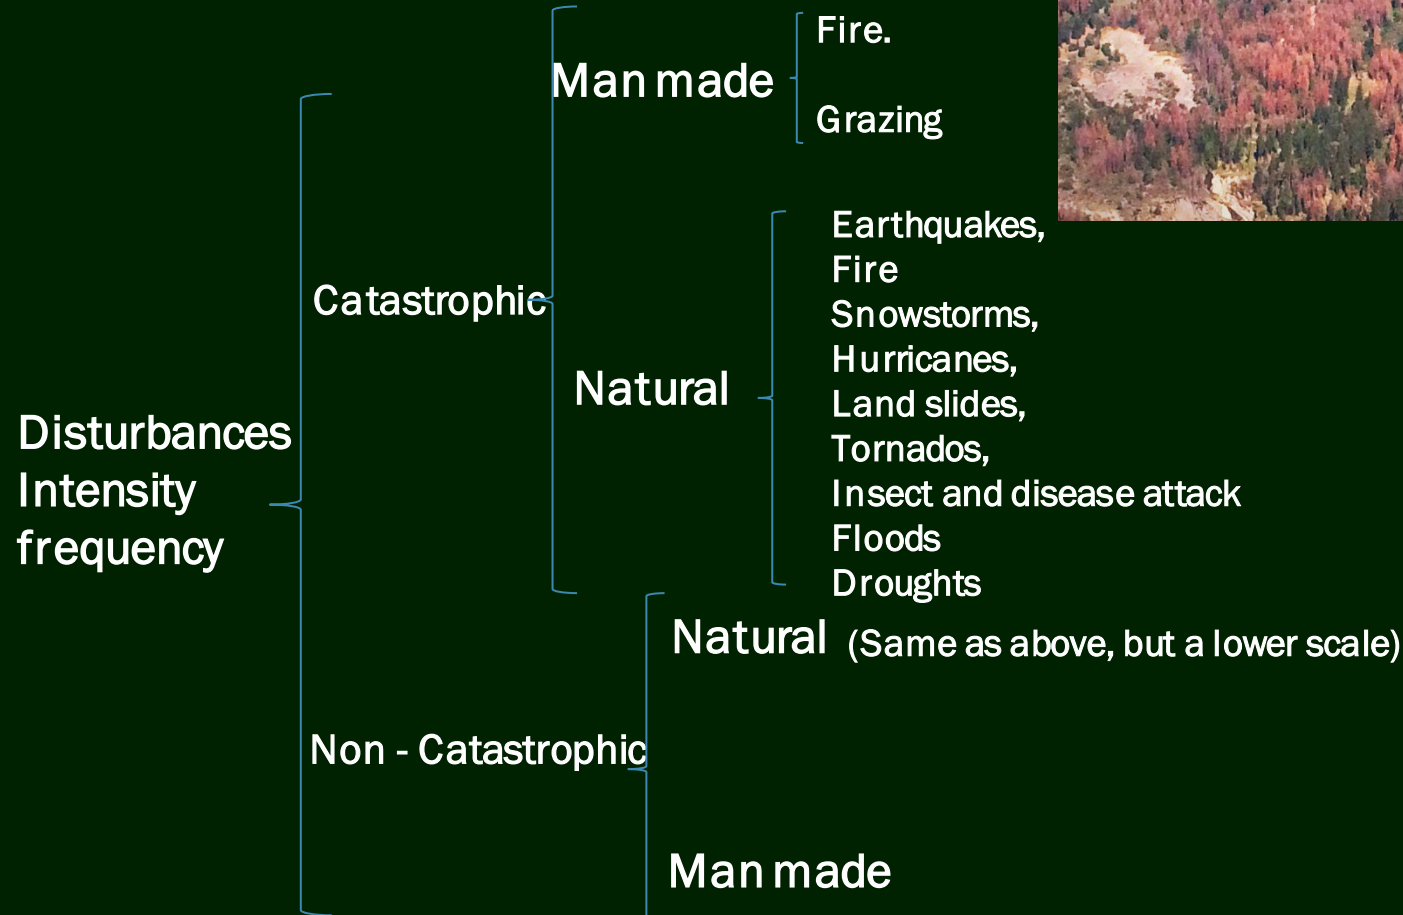 Disturbances
Intensity
frequency
Catastrophic
Man made
Fire.
Grazing
Natural
Earthquakes,
Fire
Snowstorms,
Hurricanes,
Land slides,
Tornados,
Insect and disease attack
Floods
Droughts
Non - Catastrophic
Natural (Same as above, but a lower scale)
Man made